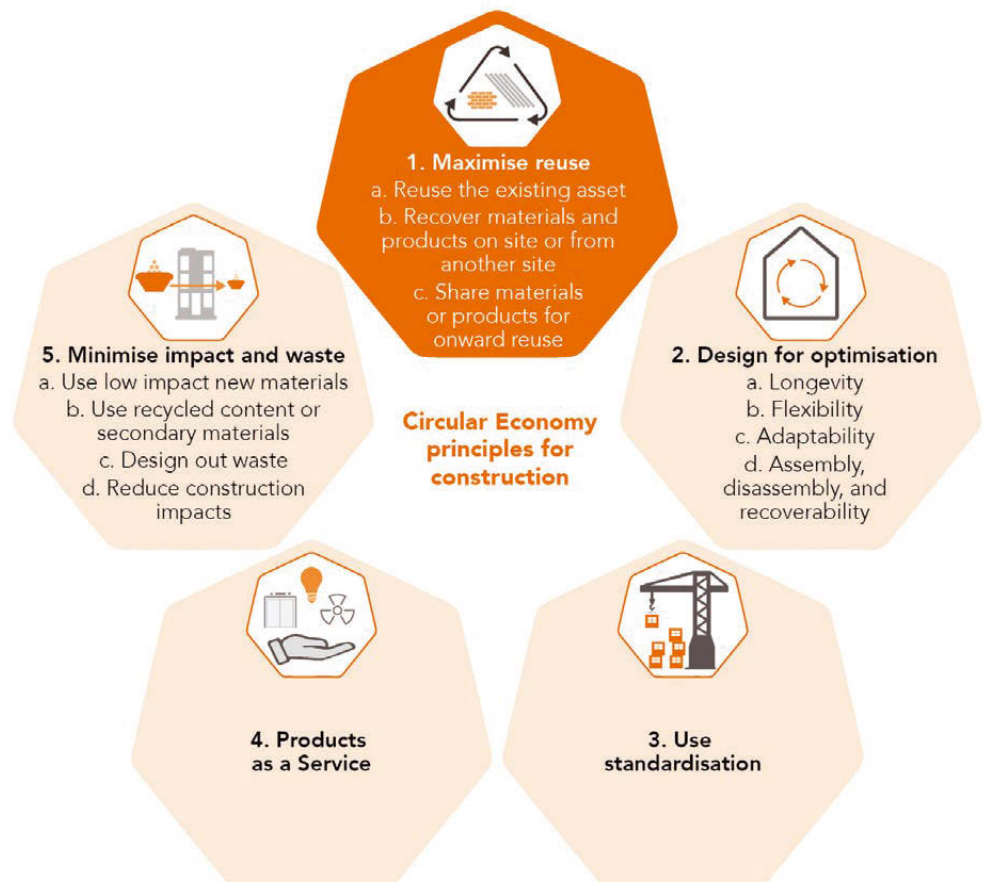 1. Maximise reuse
a. Reuse the existing asset
b. Recover materials and
products on site or from
another site
c. Share materials
or products for
onward reuse
2. Design for optimisation
a. Longevity
b. Flexibility
c. Adaptability
d. Assembly,
disassembly, and
recoverability
3. Use
standardisation
4. Products
as a Service
5. Minimise impact and waste
a. Use low impact new materials
b. Use recycled content or
secondary materials
c. Design out waste
d. Reduce construction
impacts
Circular Economy
principles for
construction